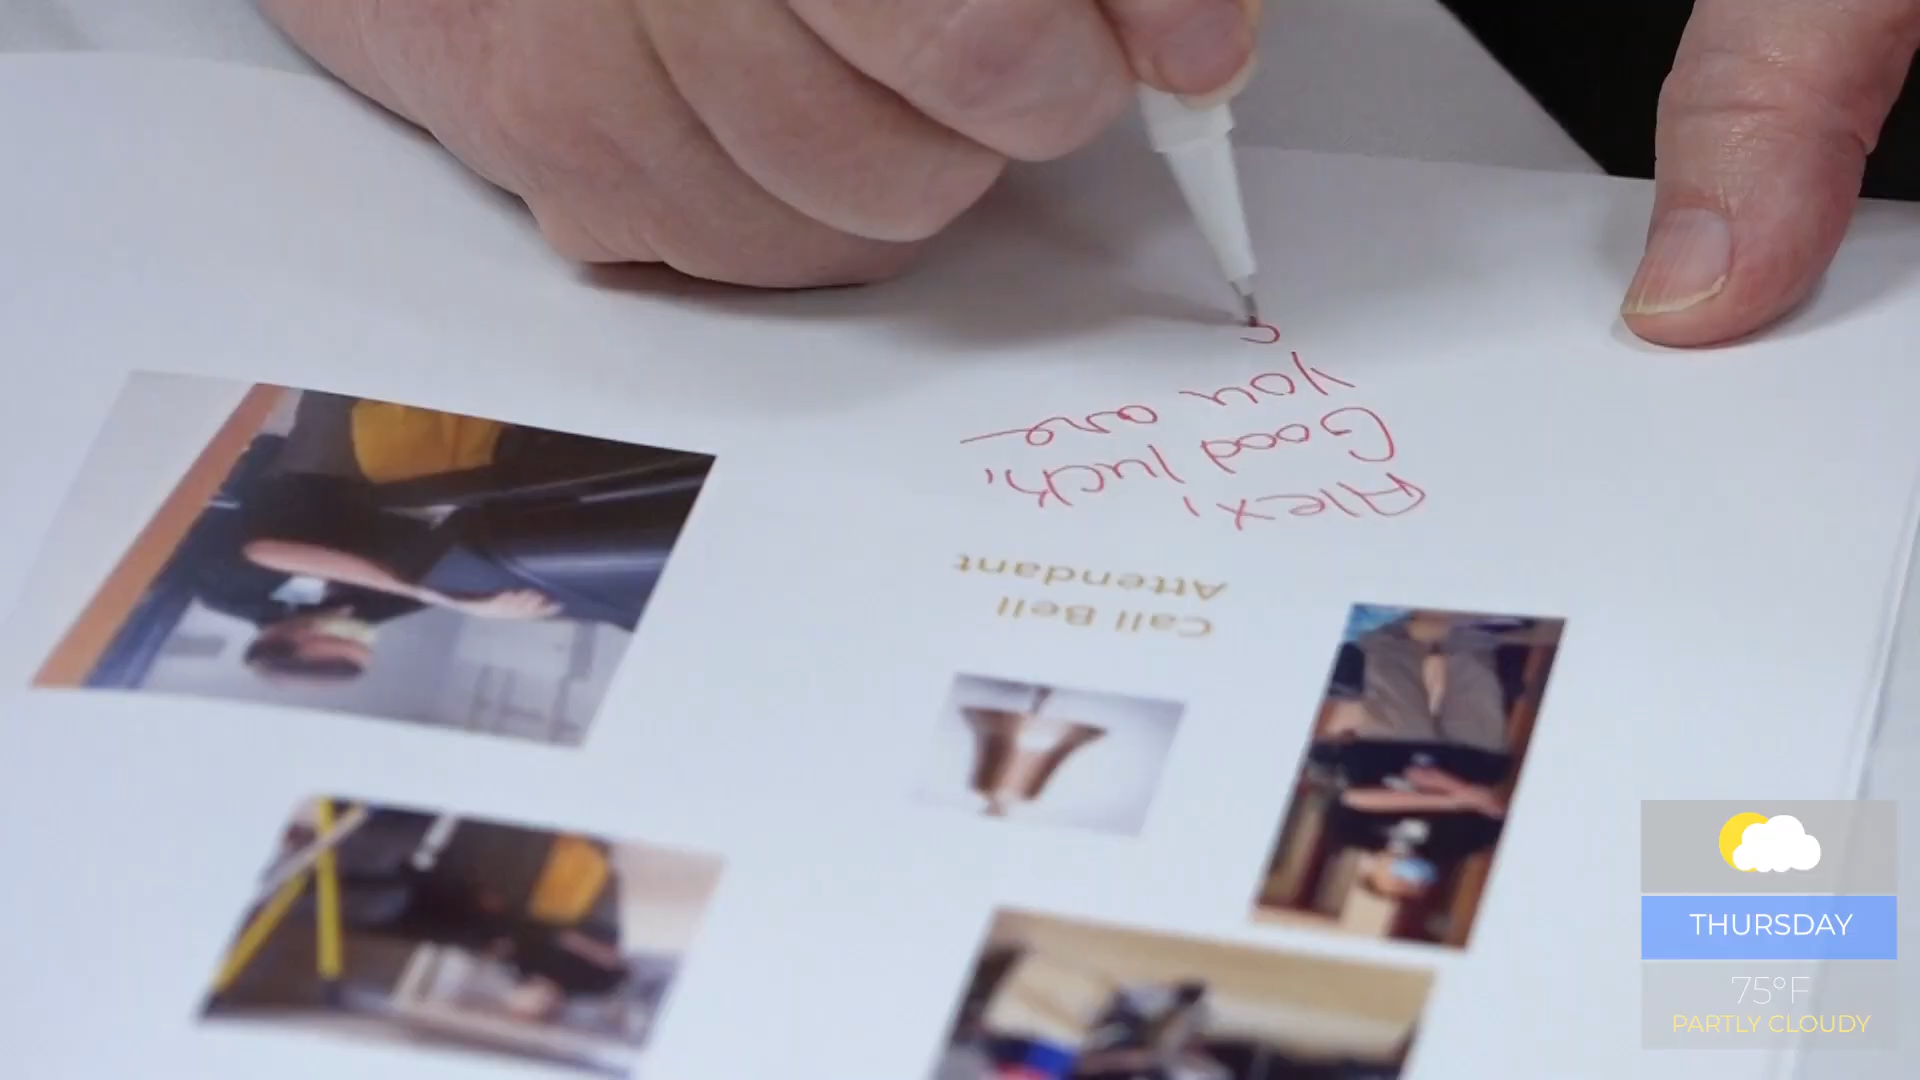 Call Bell
Attendant
Alex,
Good luck,
you are
THURSDAY
75°F
PARTLY CLOUDY